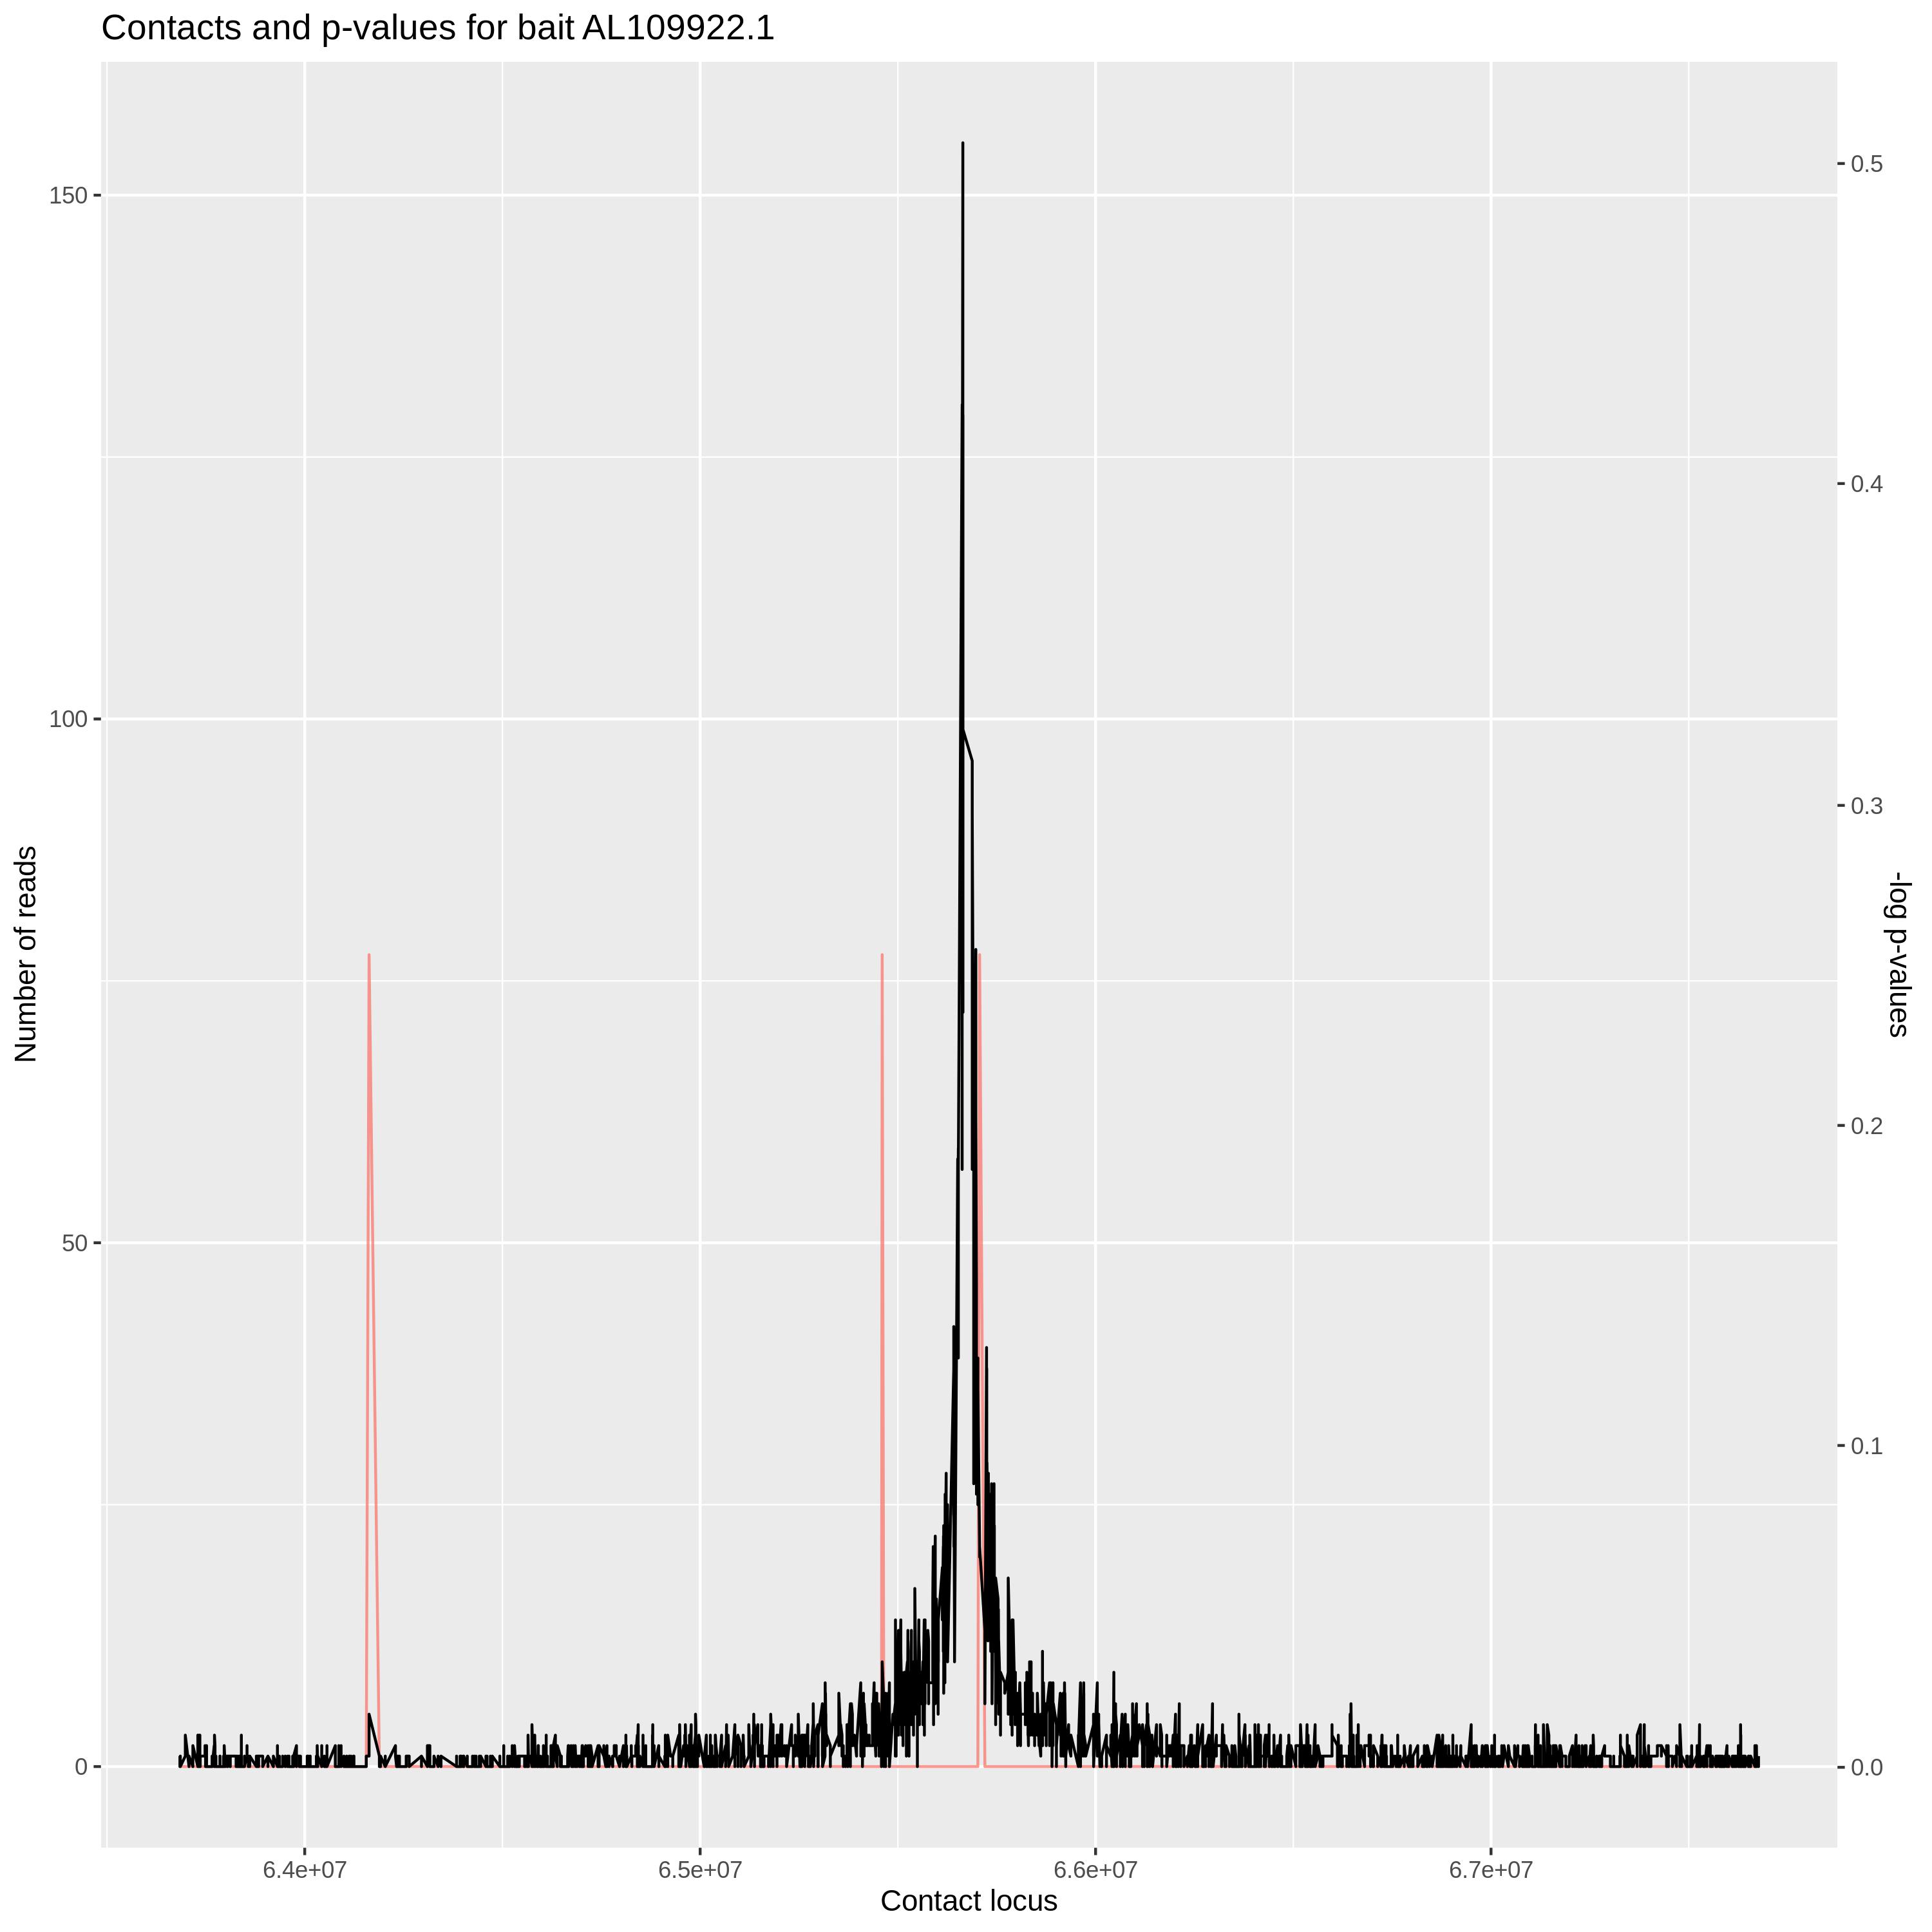 Contacts and p-values for bait AL109922.1
150
100
50
0
Number of reads
0.5
0.4
0.3
0.2
0.1
0.0
-log p-values
6.4e+07
6.5e+07
6.6e+07
6.7e+07
Contact locus